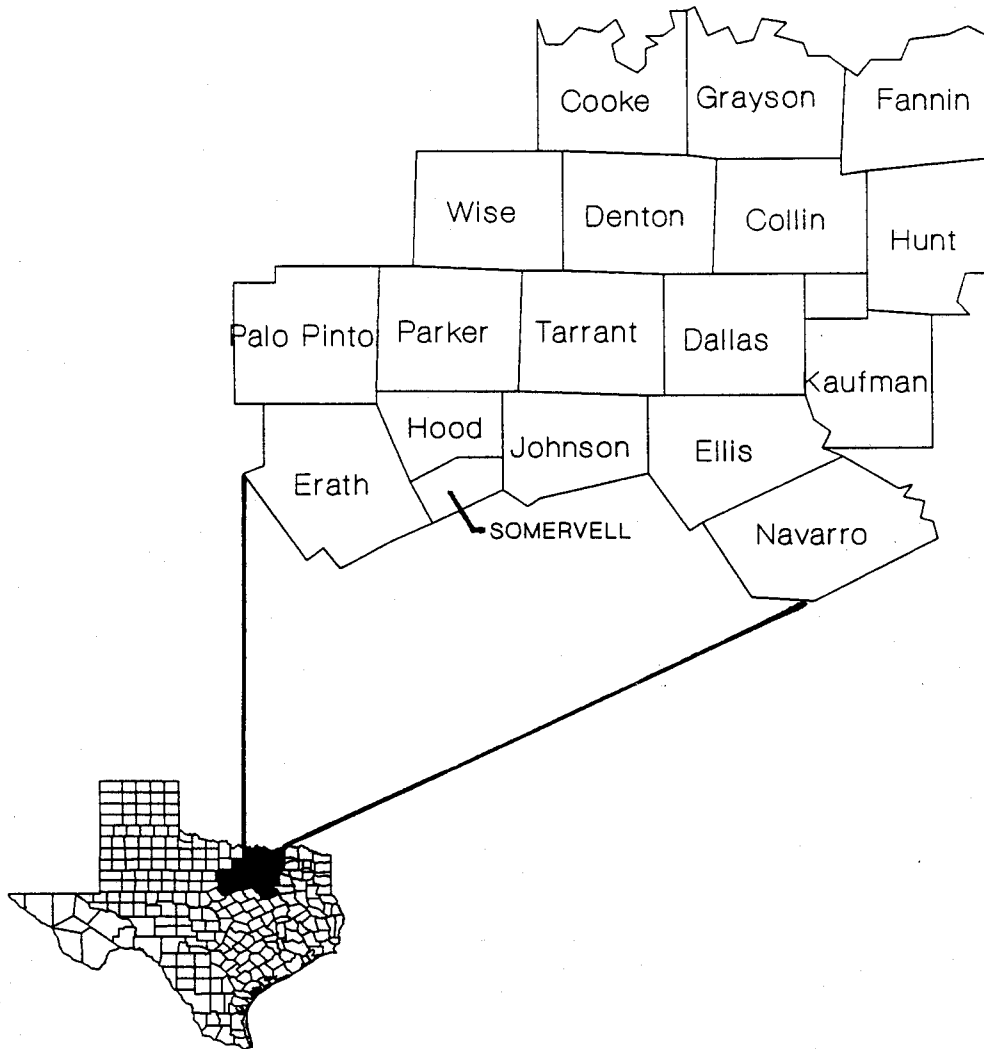 Cooke
Grayson
Fannin
Wise
Denton
Collin
Hunt
Palo Pinto
Parker
Tarrant
Dallas
Kaufman
Hood
Johnson
Ellis
Erath
SOMERVELL
Navarro